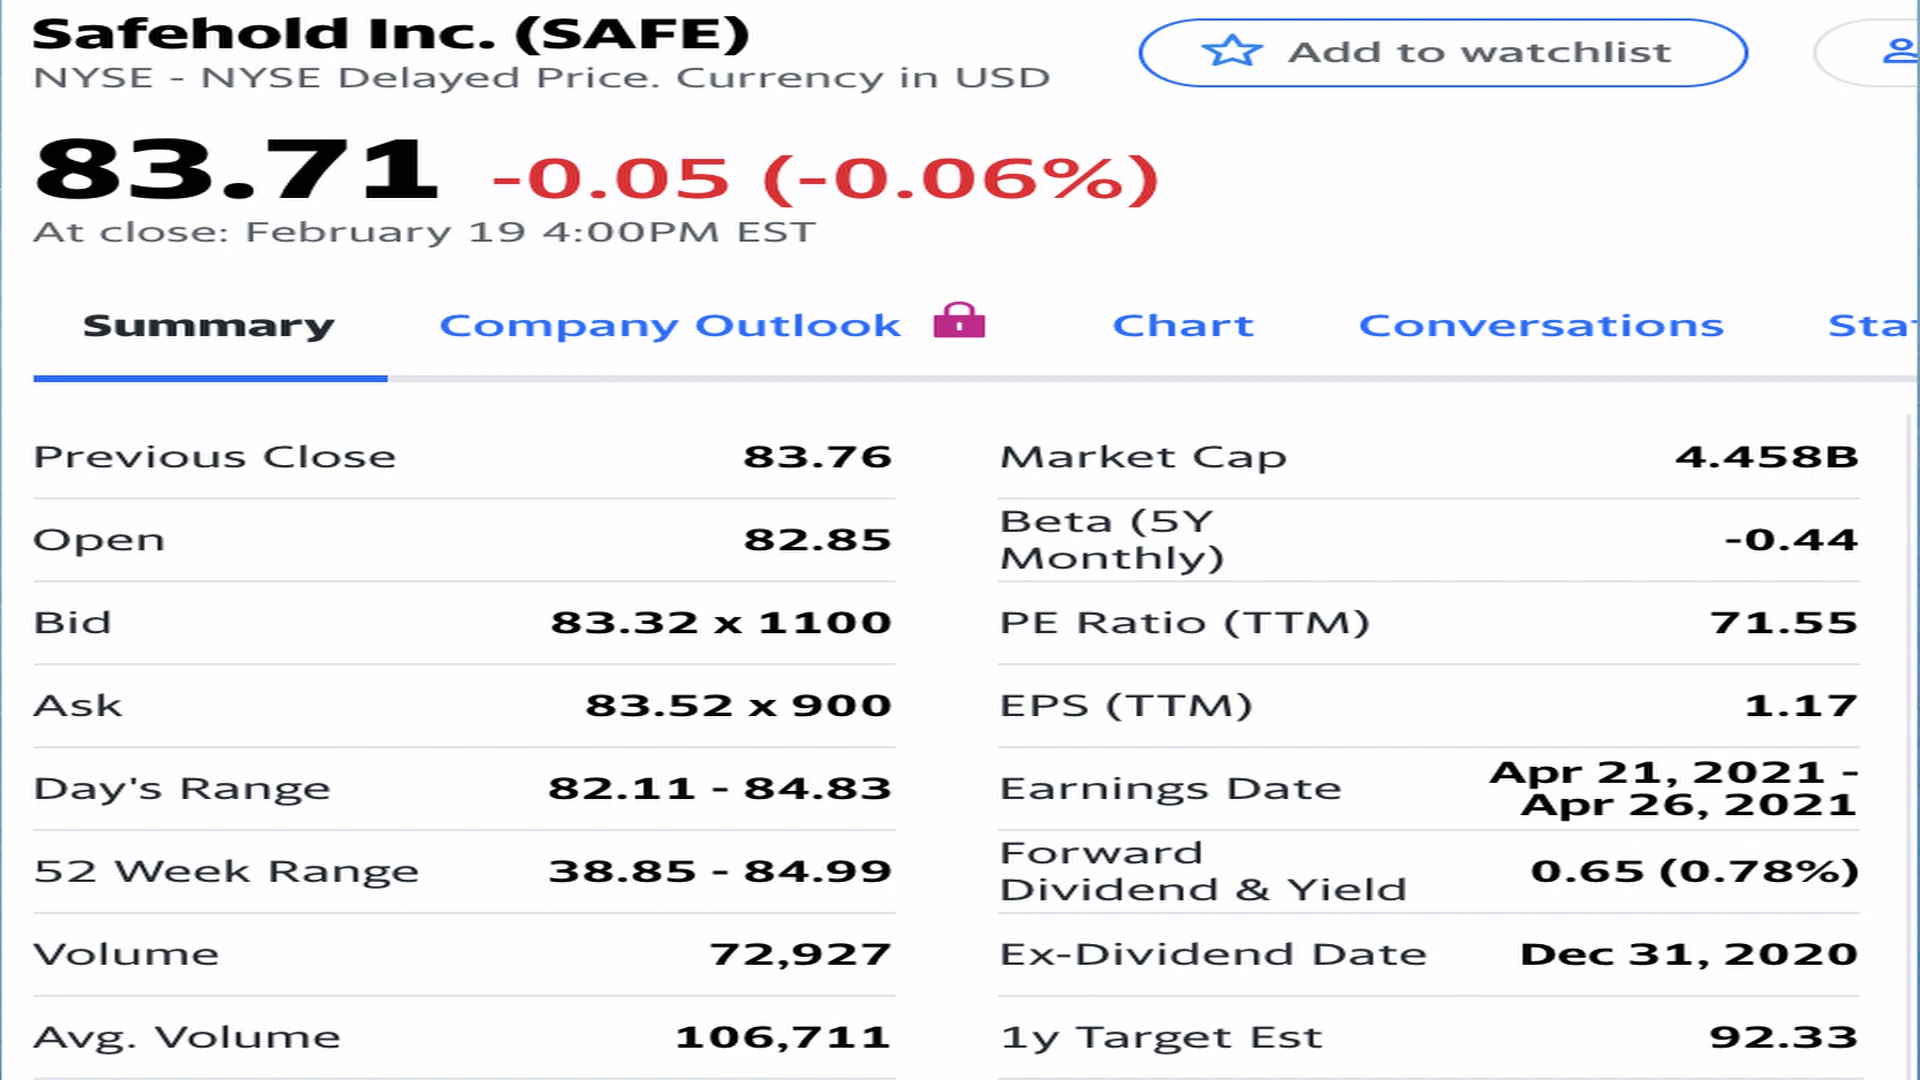 Safehold Inc. (SAFE)
NYSE - NYSE Delayed Price. Currency in USD
Add to watchlist
83.71 -0.05 (-0.06%)
At close: February 19 4:00PM EST
Summary Company Outlook Chart Conversations
Previous Close 83.76
Open 82.85
Bid 83.32 x 1100
Ask 83.52 x 900
Day's Range 82.11 - 84.83
52 Week Range 38.85 - 84.99
Volume 72,927
Avg. Volume 106,711
Market Cap 4.458B
Beta (5Y
Monthly) -0.44
PE Ratio (TTM) 71.55
EPS (TTM) 1.17
Earnings Date Apr 21, 2021 -
Apr 26, 2021
Forward
Dividend & Yield 0.65 (0.78%)
Ex-Dividend Date Dec 31, 2020
1y Target Est 92.33